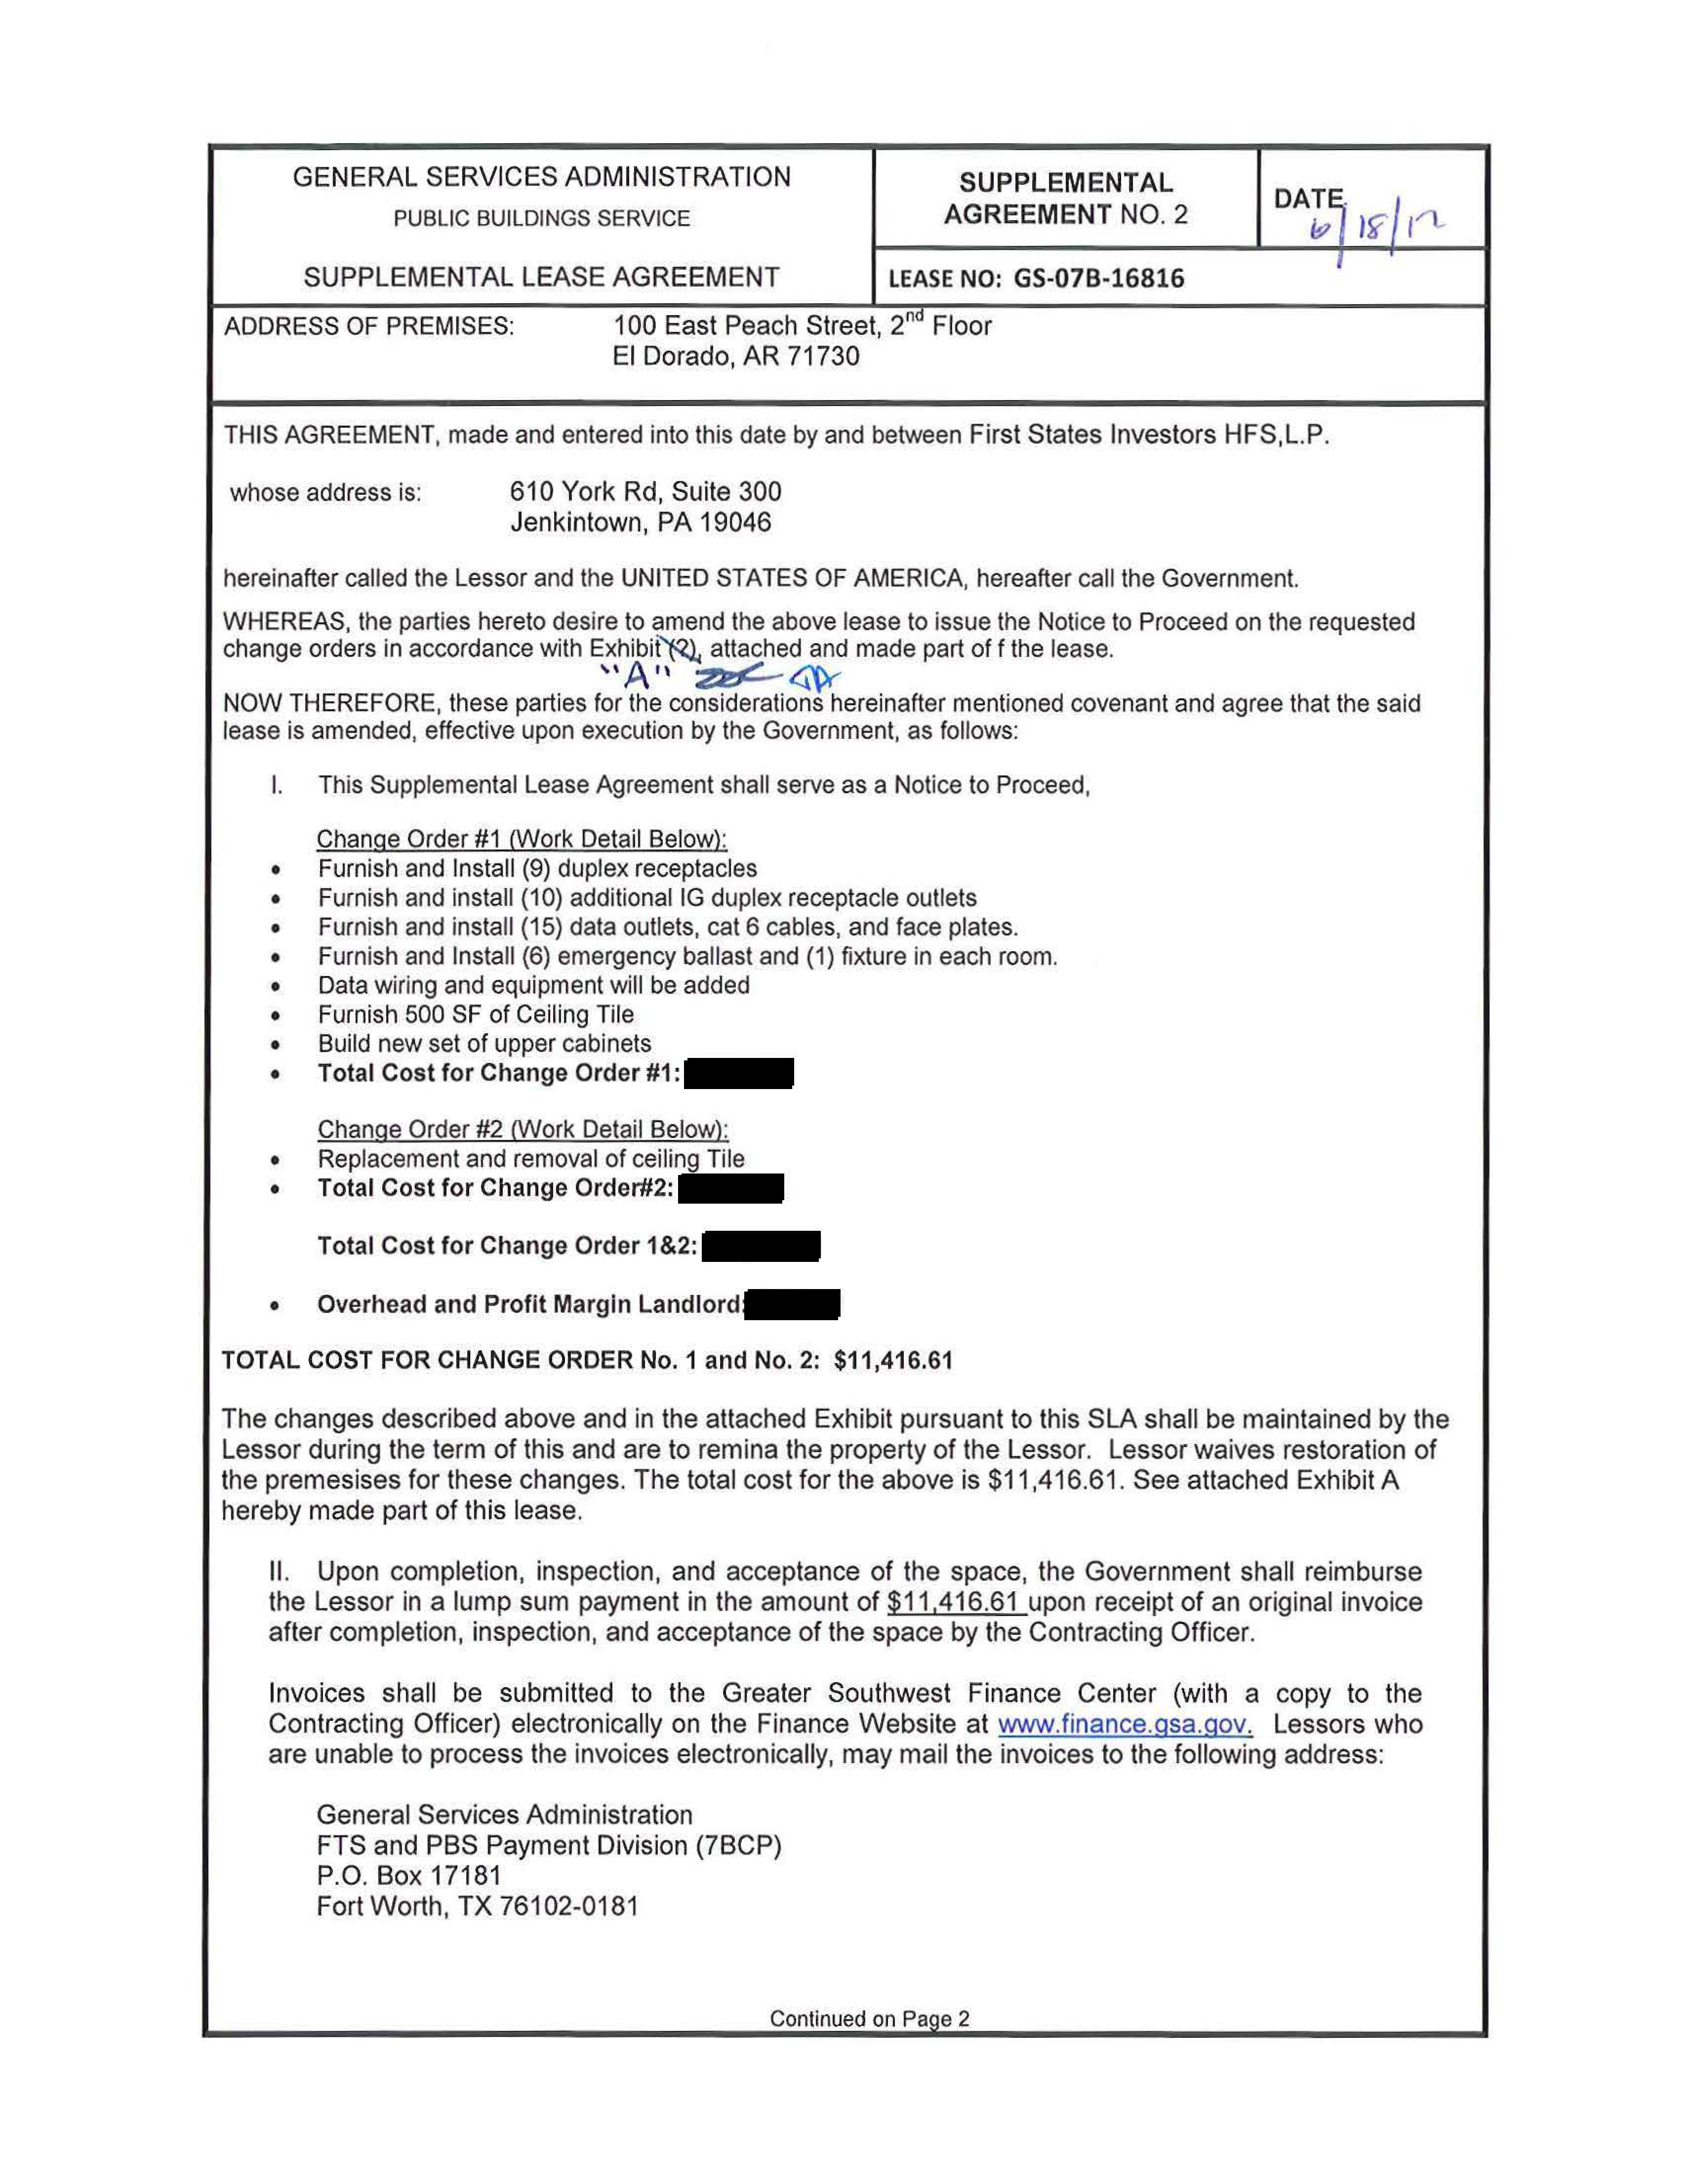 GENERAL SERVICES ADMINISTRATION
PUBLIC BUILDINGS SERVICE
SUPPLEMENTAL LEASE AGREEMENT
SUPPLEMENTAL
AGREEMENT NO. 2
DATE
6/18/12
LEASE NO: GS-07B-16816
ADDRESS OF PREMISES: 100 East Peach Street, 2nd Floor
El Dorado, AR 71730
THIS AGREEMENT, made and entered into this date by and between First States Investors HFS,L.P.
whose address is: 610 York Rd, Suite 300
Jenkintown, PA 19046
hereinafter called the Lessor and the UNITED STATES OF AMERICA, hereafter call the Government.
WHEREAS, the parties hereto desire to amend the above lease to issue the Notice to Proceed on the requested
change orders in accordance with Exhibit (2), attached and made part of f the lease.
"A"
NOW THEREFORE, these parties for the considerations hereinafter mentioned covenant and agree that the said
lease is amended, effective upon execution by the Government, as follows:
I. This Supplemental Lease Agreement shall serve as a Notice to Proceed,
Change Order #1 (Work Detail Below):
• Furnish and Install (9) duplex receptacles
• Furnish and install (10) additional IG duplex receptacle outlets
• Furnish and install (15) data outlets, cat 6 cables, and face plates.
• Furnish and Install (6) emergency ballast and (1) fixture in each room.
• Data wiring and equipment will be added
• Furnish 500 SF of Ceiling Tile
• Build new set of upper cabinets
• Total Cost for Change Order #1:
Change Order #2 (Work Detail Below):
• Replacement and removal of ceiling Tile
• Total Cost for Change Order#2:
Total Cost for Change Order 1&2:
• Overhead and Profit Margin Landlord:
TOTAL COST FOR CHANGE ORDER No. 1 and No. 2: $11,416.61
The changes described above and in the attached Exhibit pursuant to this SLA shall be maintained by the
Lessor during the term of this and are to remina the property of the Lessor. Lessor waives restoration of
the premesises for these changes. The total cost for the above is $11,416.61. See attached Exhibit A
hereby made part of this lease.
II. Upon completion, inspection, and acceptance of the space, the Government shall reimburse
the Lessor in a lump sum payment in the amount of $11,416.61 upon receipt of an original invoice
after completion, inspection, and acceptance of the space by the Contracting Officer.
Invoices shall be submitted to the Greater Southwest Finance Center (with a copy to the
Contracting Officer) electronically on the Finance Website at www.finance.gsa.gov. Lessors who
are unable to process the invoices electronically, may mail the invoices to the following address:
General Services Administration
FTS and PBS Payment Division (7BCP)
P.O. Box 17181
Fort Worth, TX 76102-0181
Continued on Page 2